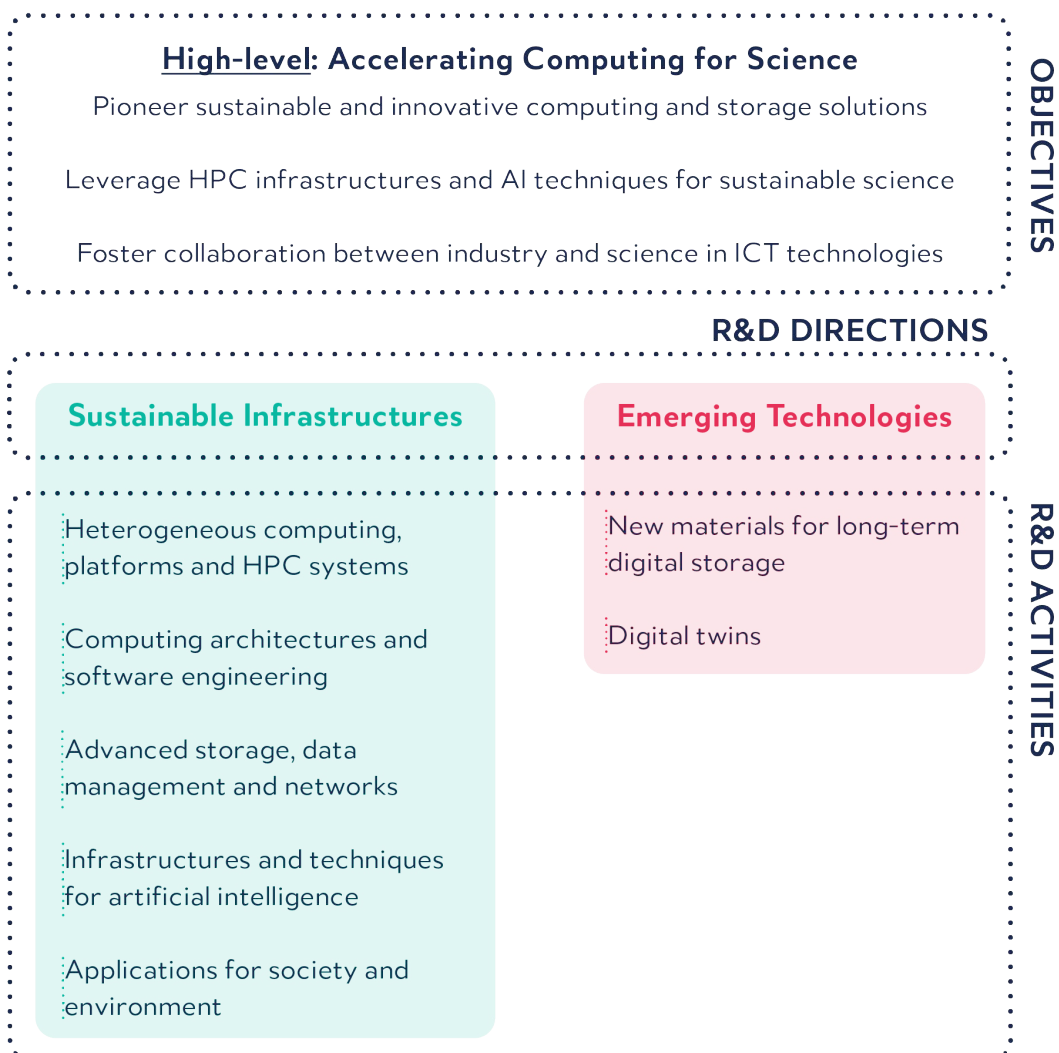 High-level: Accelerating Computing for Science
Pioneer sustainable and innovative computing and storage solutions
Leverage HPC infrastructures and AI techniques for sustainable science
Foster collaboration between industry and science in ICT technologies
OBJECTIVES
R&D DIRECTIONS
Sustainable Infrastructures
Emerging Technologies
R&D ACTIVITIES
Heterogeneous computing,
platforms and HPC systems
Computing architectures and
software engineering
Advanced storage, data
management and networks
Infrastructures and techniques
for artificial intelligence
Applications for society and
environment
New materials for long-term
digital storage
Digital twins